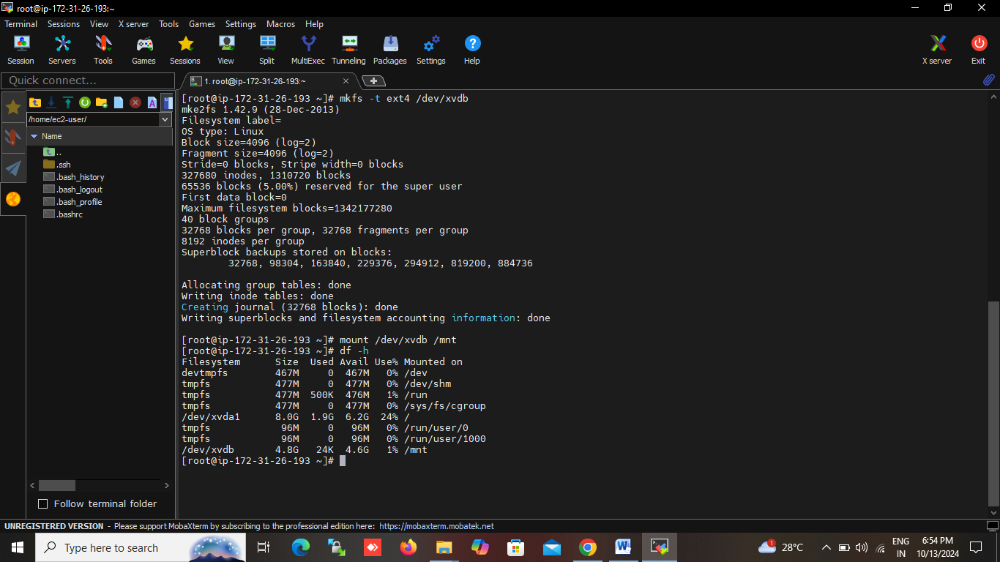 root@ip-172-31-26-193:~
Terminal Sessions View X server Tools Games Settings Macros Help
Session Servers Tools Games Sessions View Split MultiExec Tunneling Packages Settings Help X server Exit
Quick connect...
1. root@ip-172-31-26-193:~
/home/ec2-user/
Name
..
.ssh
.bash_history
.bash_logout
.bash_profile
.bashrc
Follow terminal folder
[root@ip-172-31-26-193 ~]# mkfs -t ext4 /dev/xvdb
mke2fs 1.42.9 (28-Dec-2013)
Filesystem label=
OS type: Linux
Block size=4096 (log=2)
Fragment size=4096 (log=2)
Stride=0 blocks, Stripe width=0 blocks
327680 inodes, 1310720 blocks
65536 blocks (5.00%) reserved for the super user
First data block=0
Maximum filesystem blocks=1342177280
40 block groups
32768 blocks per group, 32768 fragments per group
8192 inodes per group
Superblock backups stored on blocks:
32768, 98304, 163840, 229376, 294912, 819200, 884736
Allocating group tables: done
Writing inode tables: done
Creating journal (32768 blocks): done
Writing superblocks and filesystem accounting information: done
[root@ip-172-31-26-193 ~]# mount /dev/xvdb /mnt
[root@ip-172-31-26-193 ~]# df -h
Filesystem Size Used Avail Use% Mounted on
devtmpfs 467M 0 467M 0% /dev
tmpfs 477M 0 477M 0% /dev/shm
tmpfs 477M 500K 476M 1% /run
tmpfs 477M 0 477M 0% /sys/fs/cgroup
/dev/xvda1 8.0G 1.9G 6.2G 24% /
tmpfs 96M 0 96M 0% /run/user/0
tmpfs 96M 0 96M 0% /run/user/1000
/dev/xvdb 4.8G 24K 4.6G 1% /mnt
[root@ip-172-31-26-193 ~]#
UNREGISTERED VERSION - Please support MobaXterm by subscribing to the professional edition here: https://mobaxterm.mobatek.net
Type here to search
1
28°C
ENG
IN
6:54 PM
10/13/2024